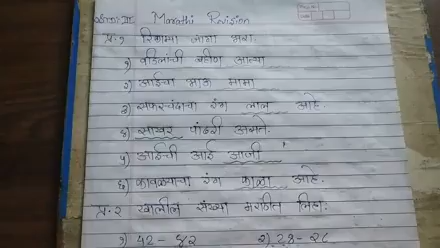 Marathi Revision
प्र. १ रिकाम्या जागा भरा.
१) वडिलांची बहीण आत्या
२) आईचा भाऊ मामा
३) सफरचंदाचा रंग लाल आहे.
४) साखर पांढरी असते.
५) आईची आई आजी
६) कावळ्याचा रंग काळा आहे.
प्र. २ खालील संख्या मराठीत लिहा.
१) 42 - ४२ २) 28 - २८